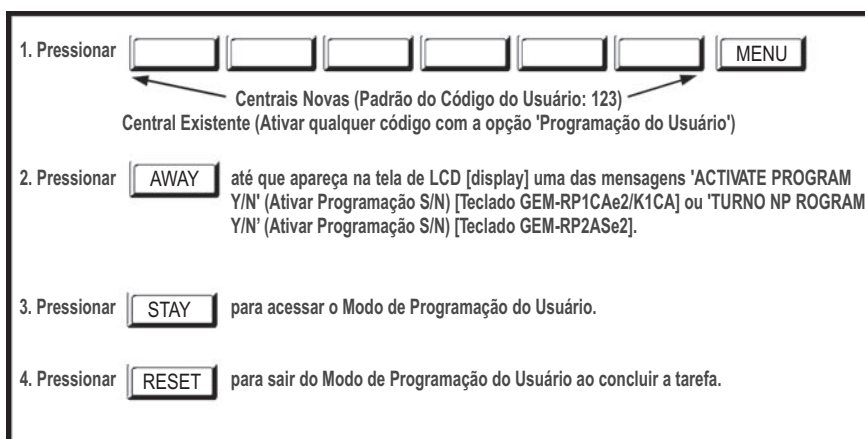 1. Pressionar MENU
Centrais Novas (Padrão do Código do Usuário: 123)
Central Existente (Ativar qualquer código com a opção 'Programação do Usuário')
2. Pressionar AWAY até que apareça na tela de LCD [display] uma das mensagens 'ACTIVATE PROGRAM
Y/N' (Ativar Programação S/N) [Teclado GEM-RP1CAe2/K1CA] ou 'TURNO NP ROGRAM
Y/N’ (Ativar Programação S/N) [Teclado GEM-RP2ASe2].
3. Pressionar STAY para acessar o Modo de Programação do Usuário.
4. Pressionar RESET para sair do Modo de Programação do Usuário ao concluir a tarefa.